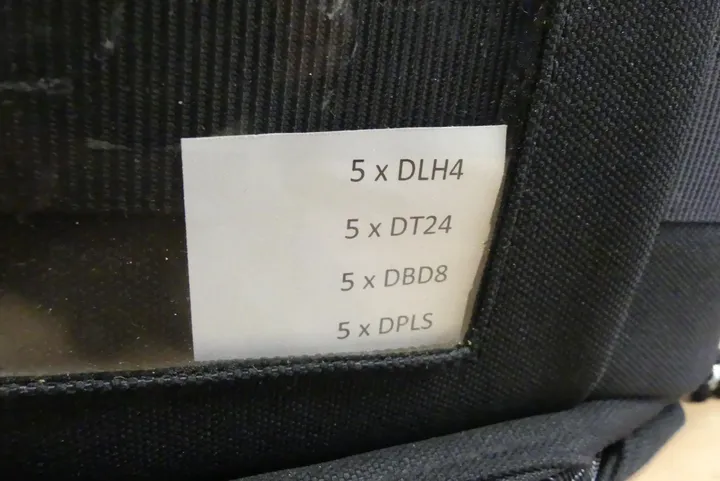 5 x DLH4
5 x DT24
5 x DBD8
5 x DPLS